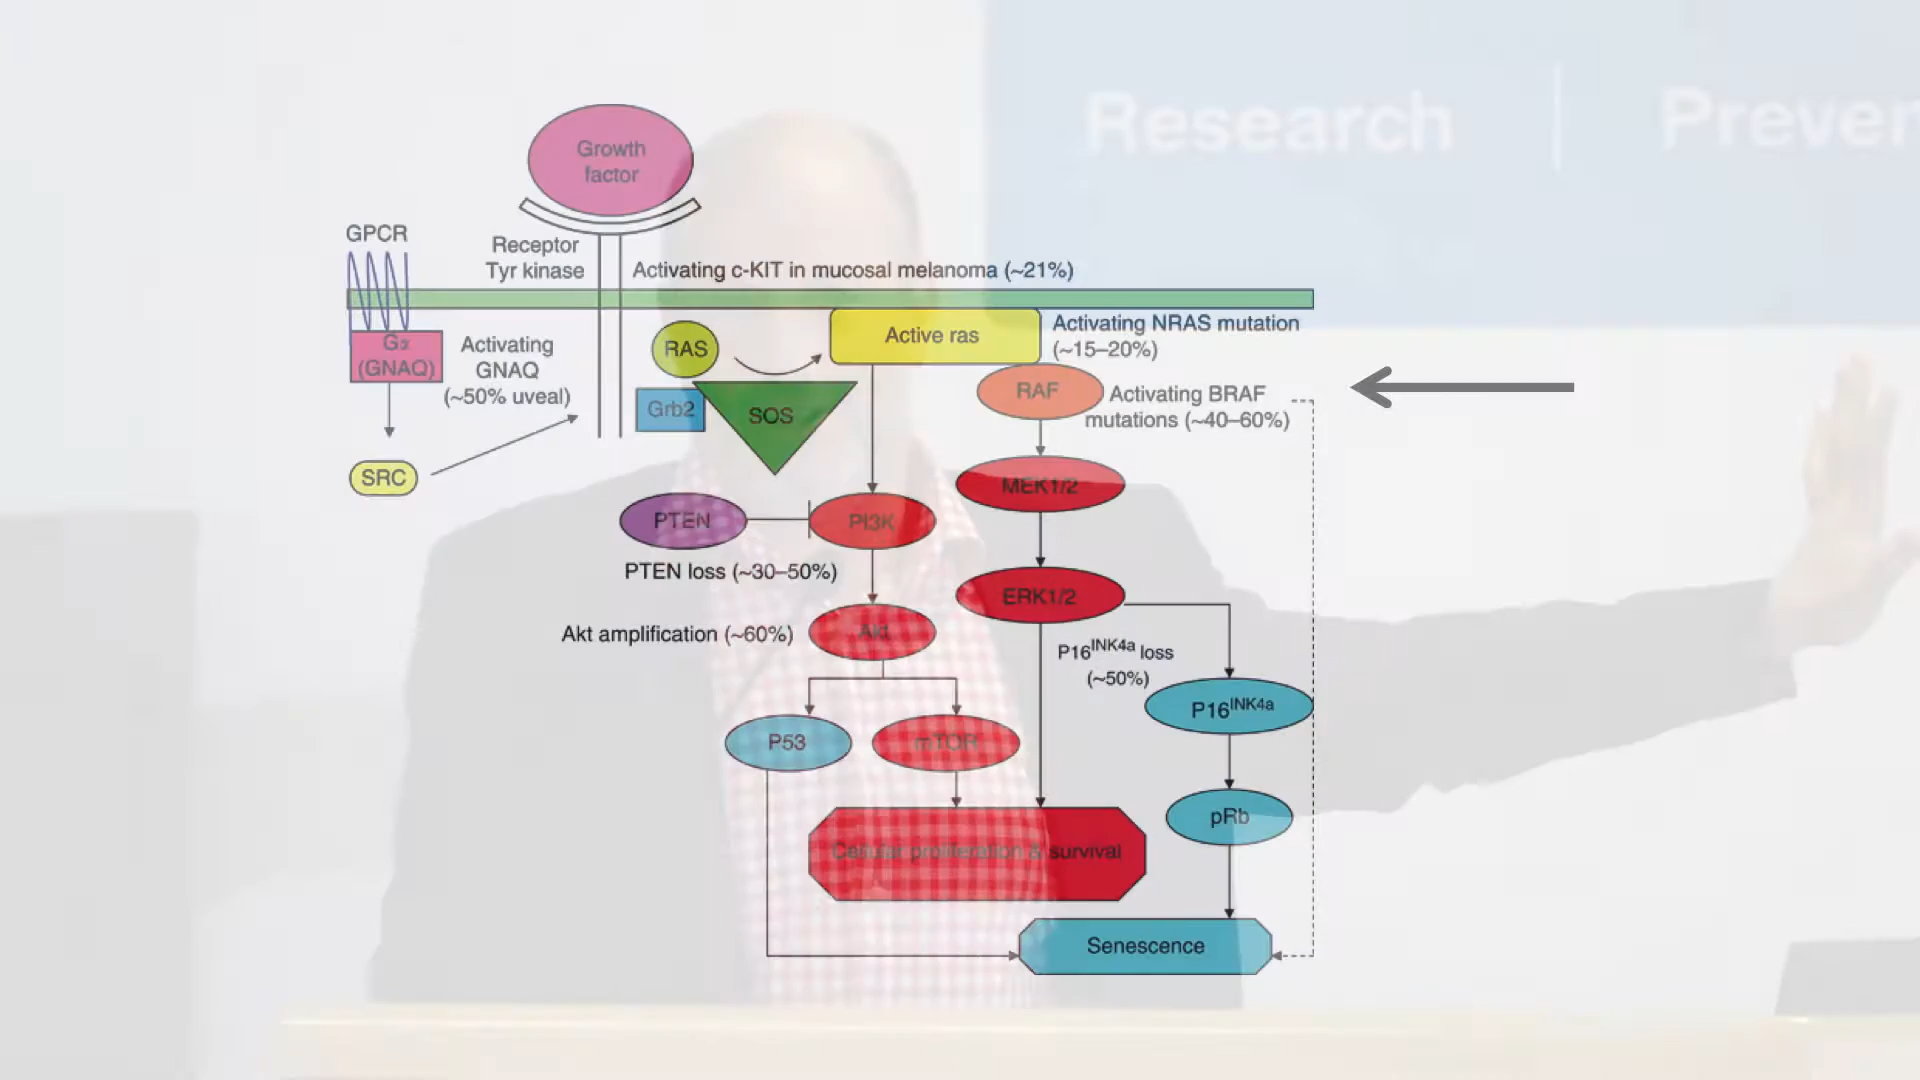 Research
Preven
Growth
factor
GPCR
Receptor
Tyr kinase
Activating c-KIT in mucosal melanoma (~21%)
Gα
(GNAQ)
Activating
GNAQ
(~50% uveal)
RAS
Active ras
Activating NRAS mutation
(~15–20%)
RAF
Activating BRAF
mutations (~40–60%)
Grb2
SOS
SRC
MEK1/2
PTEN
PI3K
PTEN loss (~30–50%)
ERK1/2
Akt amplification (~60%)
Akt
P16INK4a loss
(~50%)
P16INK4a
P53
mTOR
pRb
Cellular proliferation & survival
Senescence